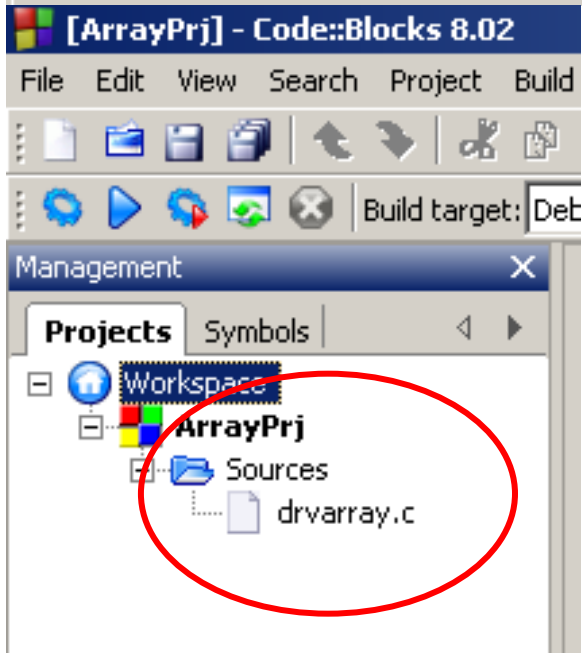 [ArrayPrj] - Code::Blocks 8.02
File Edit View Search Project Build
Build target: Deb
Management
Projects Symbols
Workspace
ArrayPrj
Sources
drvarray.c